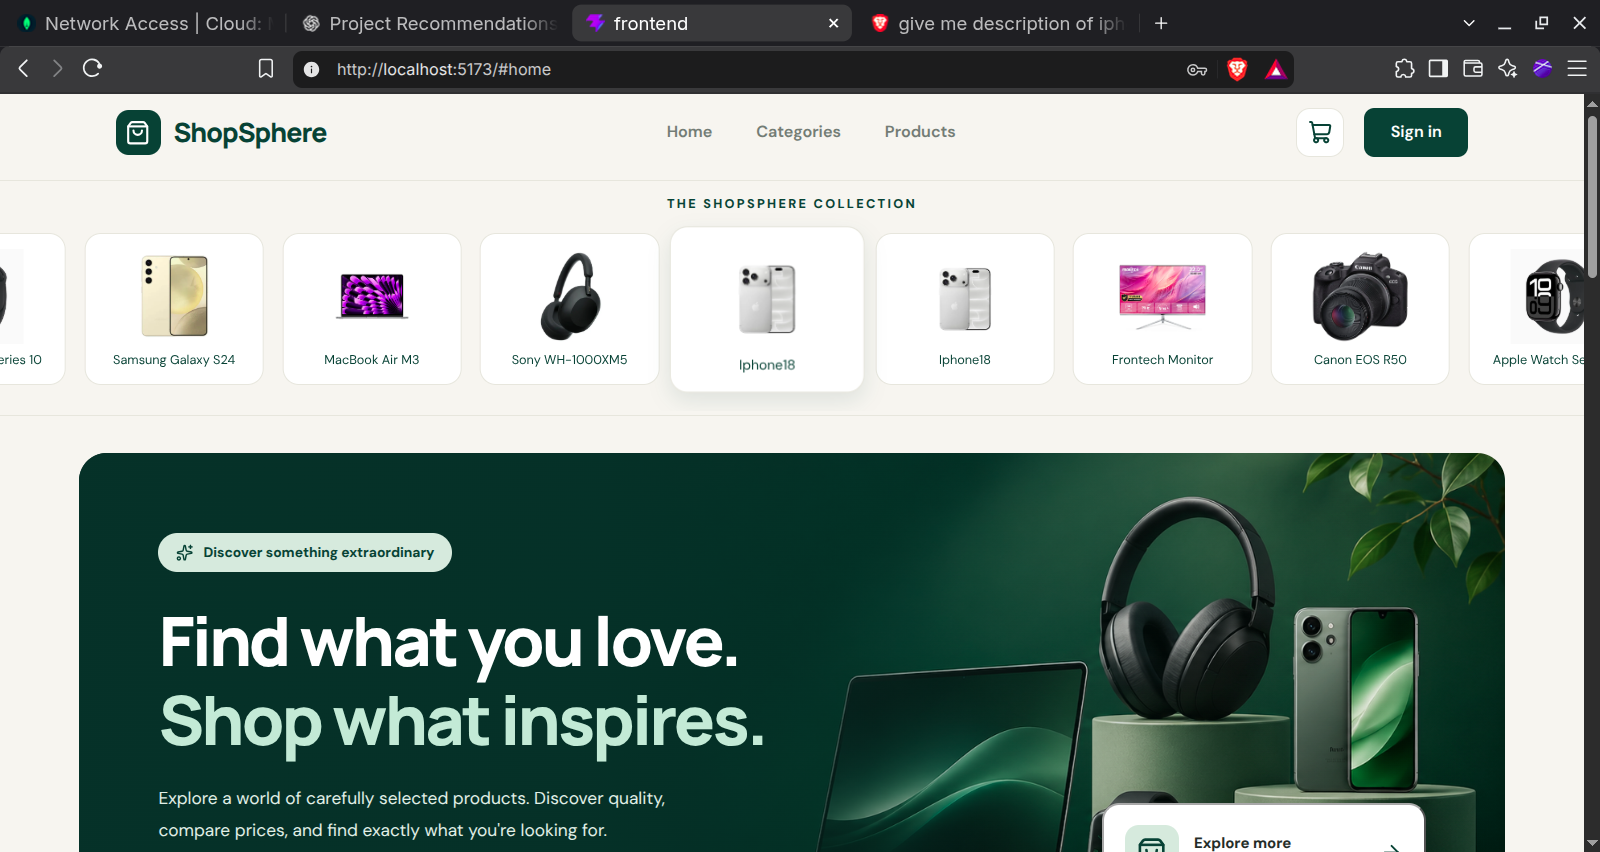 Network Access | Cloud:
Project Recommendations
frontend
give me description of iph
http://localhost:5173/#home
ShopSphere
Home
Categories
Products
Sign in
THE SHOPSPHERE COLLECTION
eries 10
Samsung Galaxy S24
MacBook Air M3
Sony WH-1000XM5
Iphone18
Iphone18
Frontech Monitor
Canon EOS R50
Apple Watch Se
Discover something extraordinary
Find what you love.
Shop what inspires.
Explore a world of carefully selected products. Discover quality,
compare prices, and find exactly what you're looking for.
Explore more